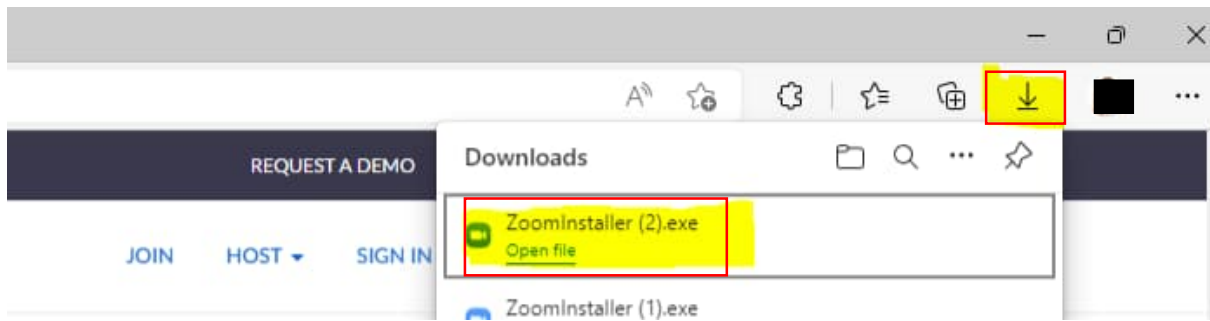 REQUEST A DEMO
Downloads
ZoomInstaller (2).exe
Open file
JOIN HOST SIGN IN
ZoomInstaller (1).exe